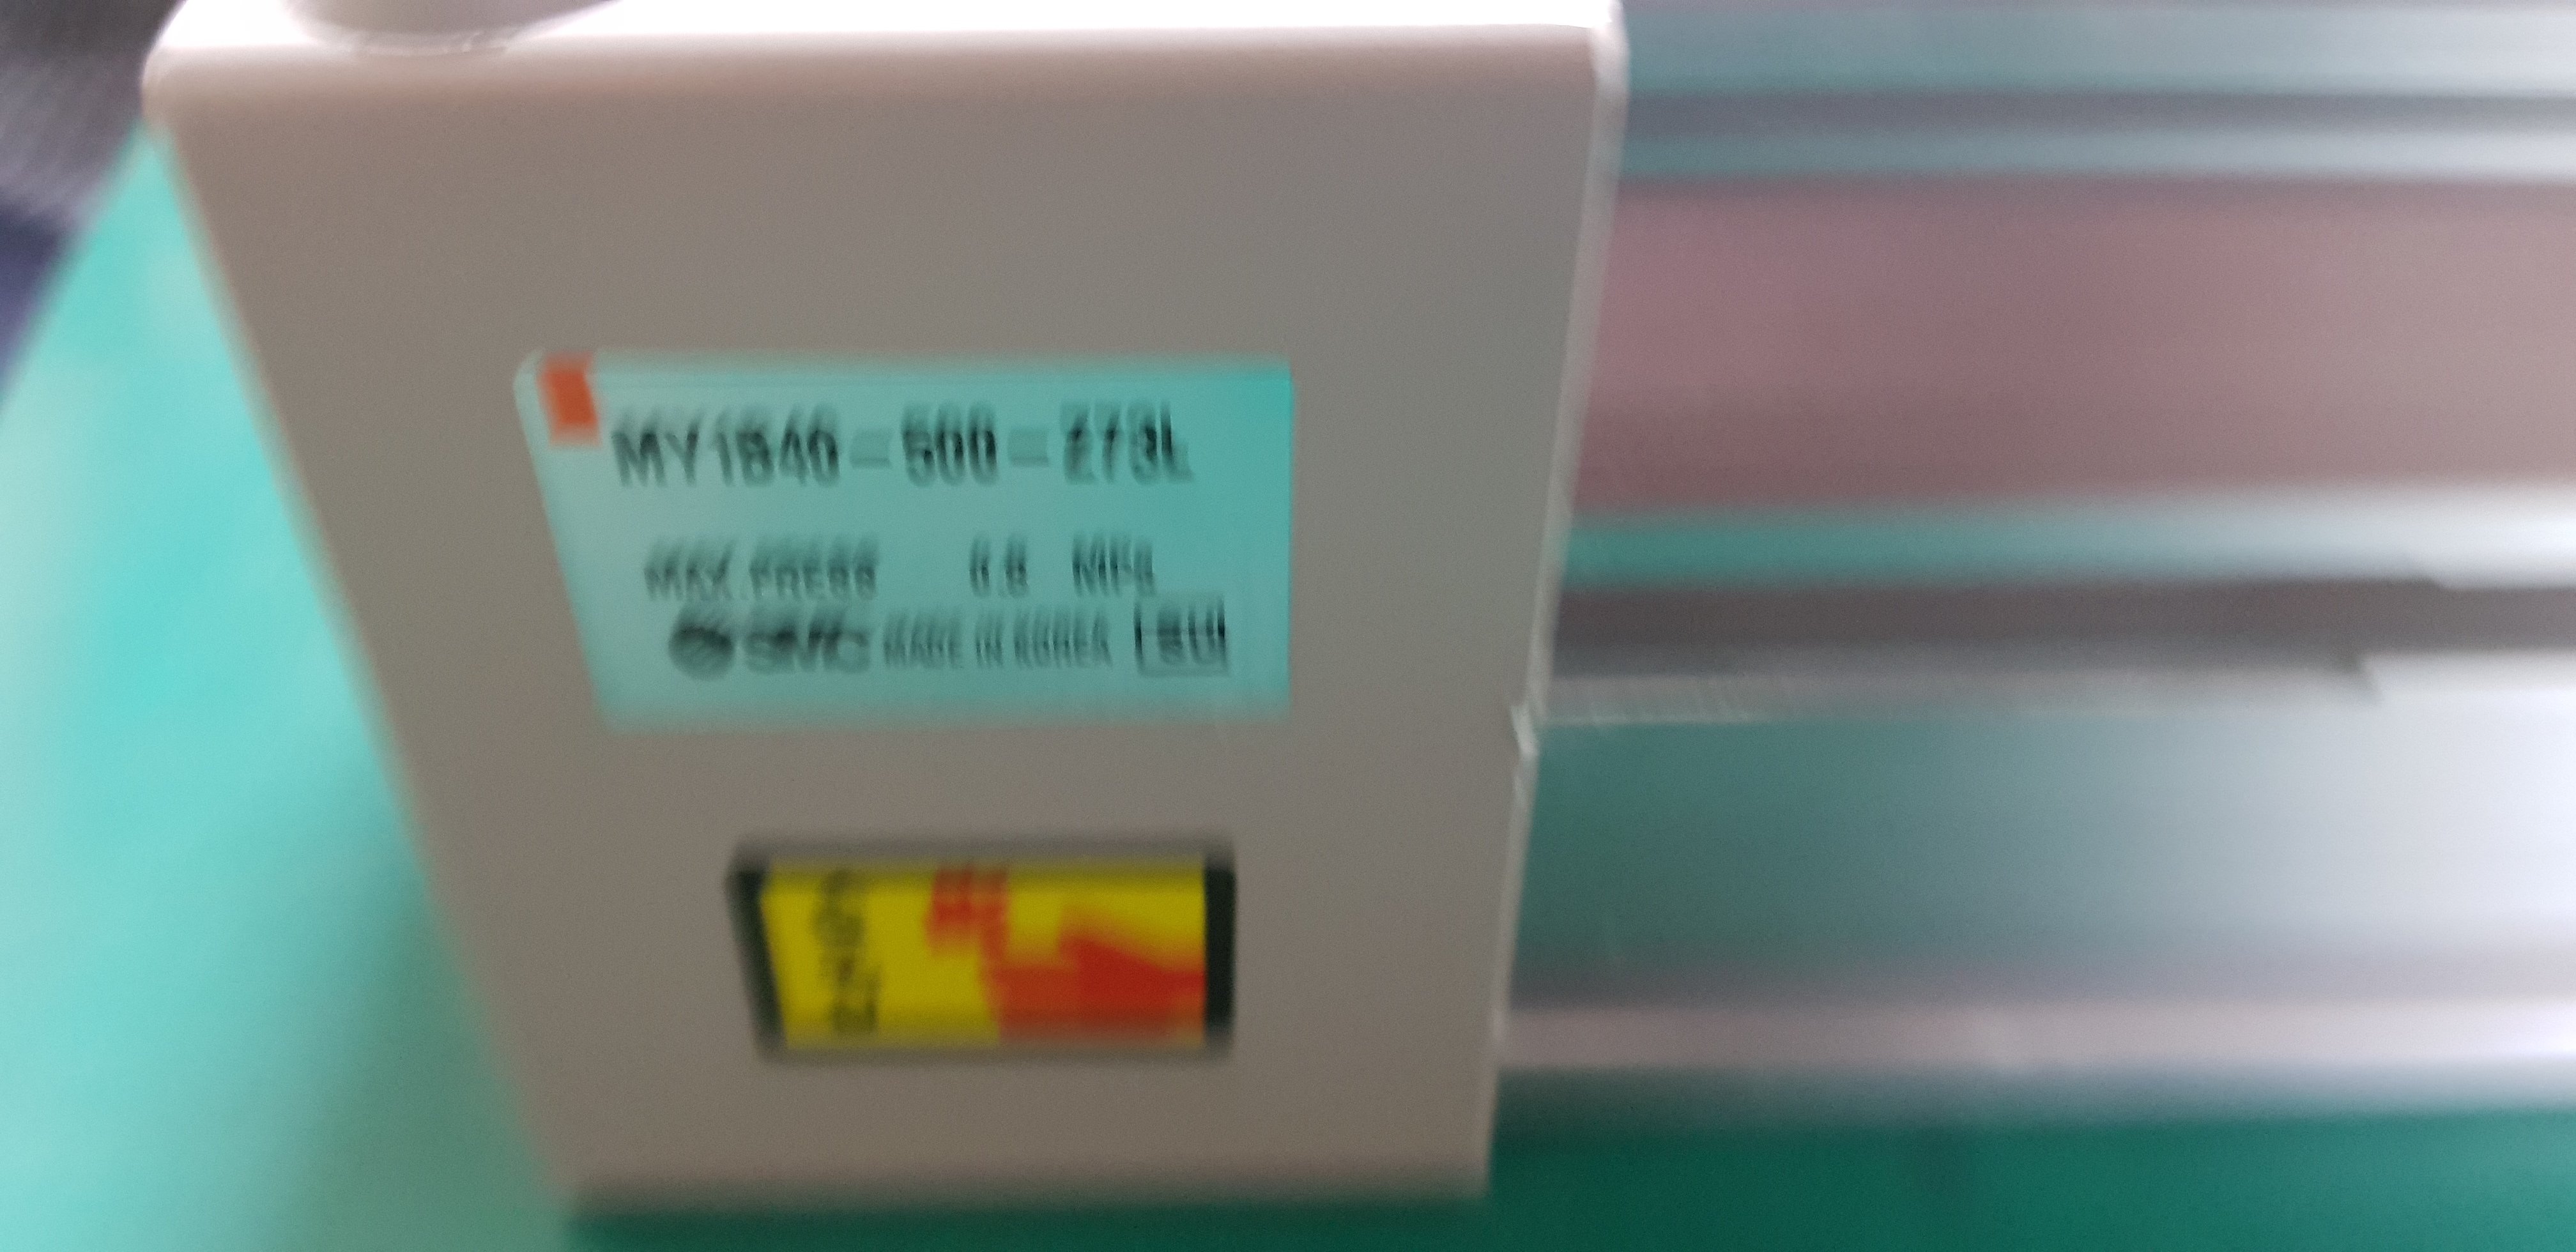 MY1B40-500-Z73L
MAX.PRESS 0.8 MPa
SMC MADE IN KOREA